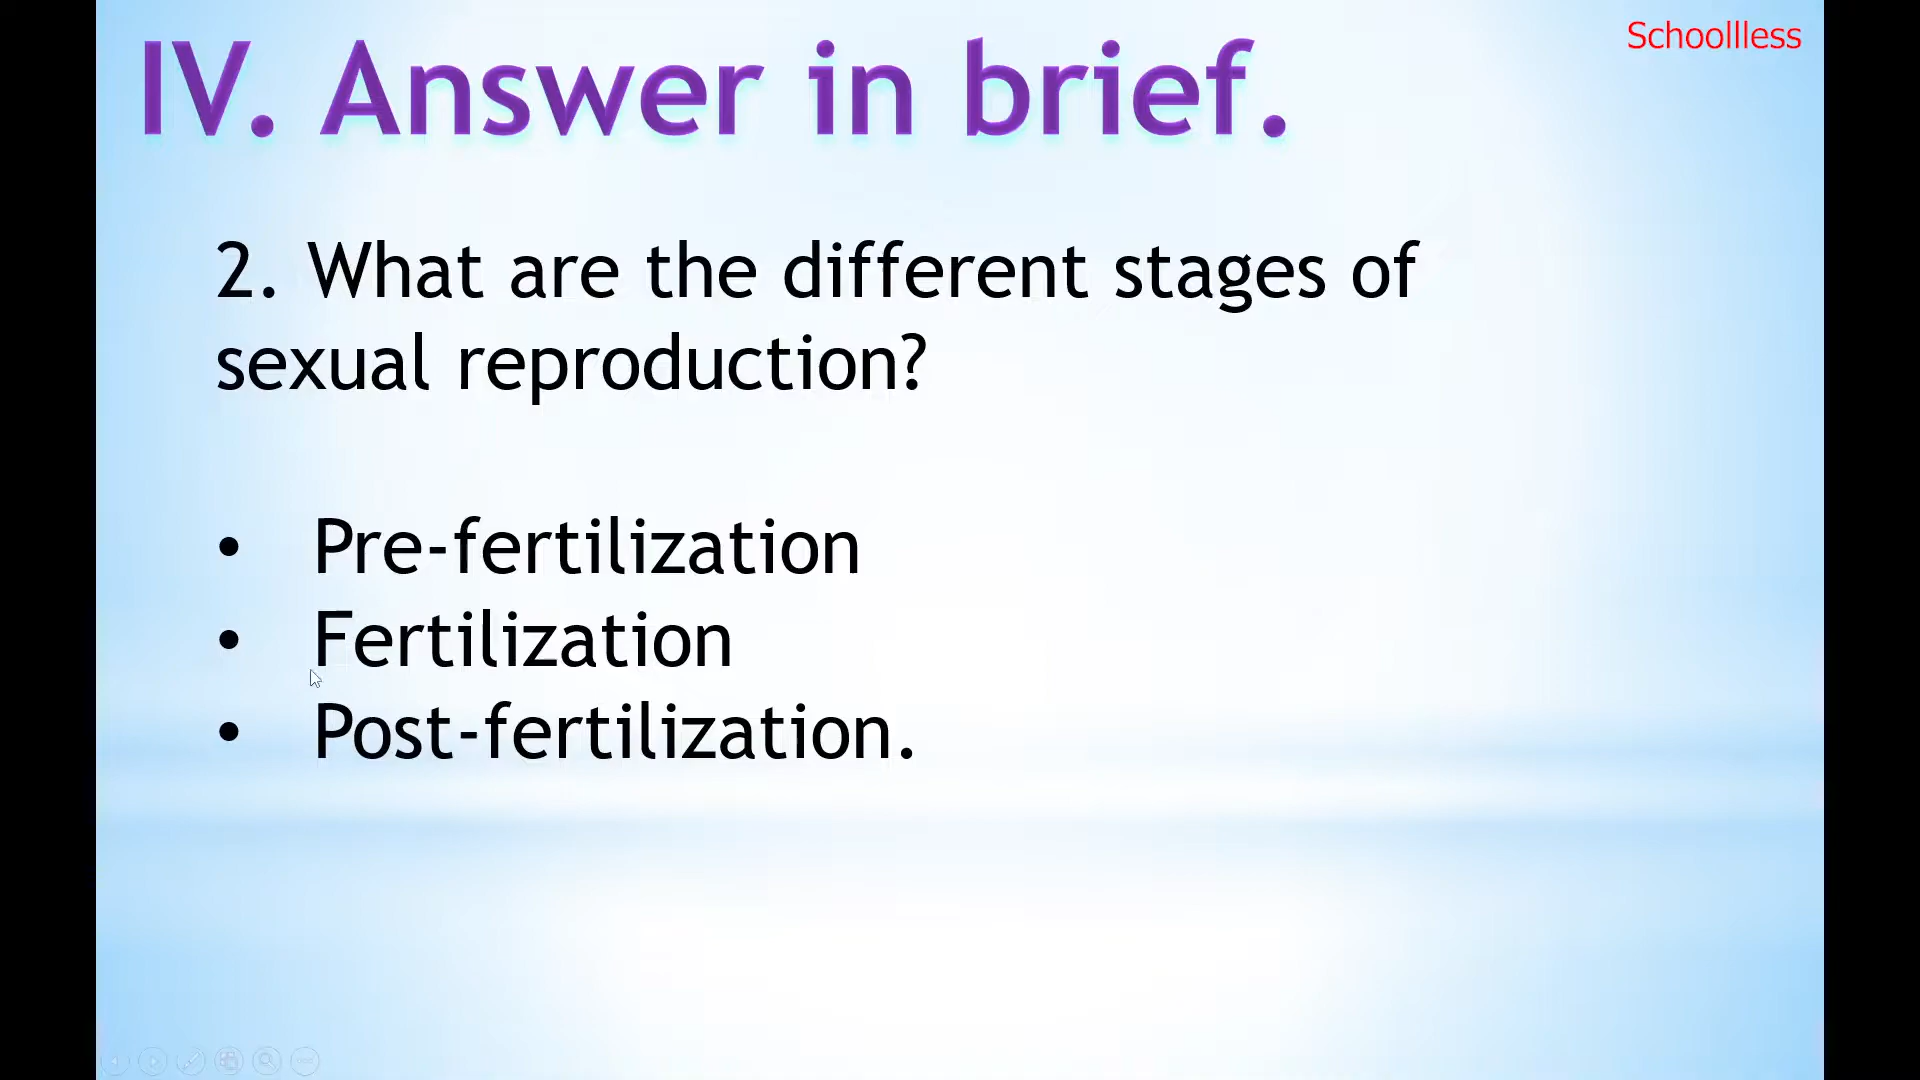 Schoollless
IV. Answer in brief.
2. What are the different stages of
sexual reproduction?
• Pre-fertilization
• Fertilization
• Post-fertilization.